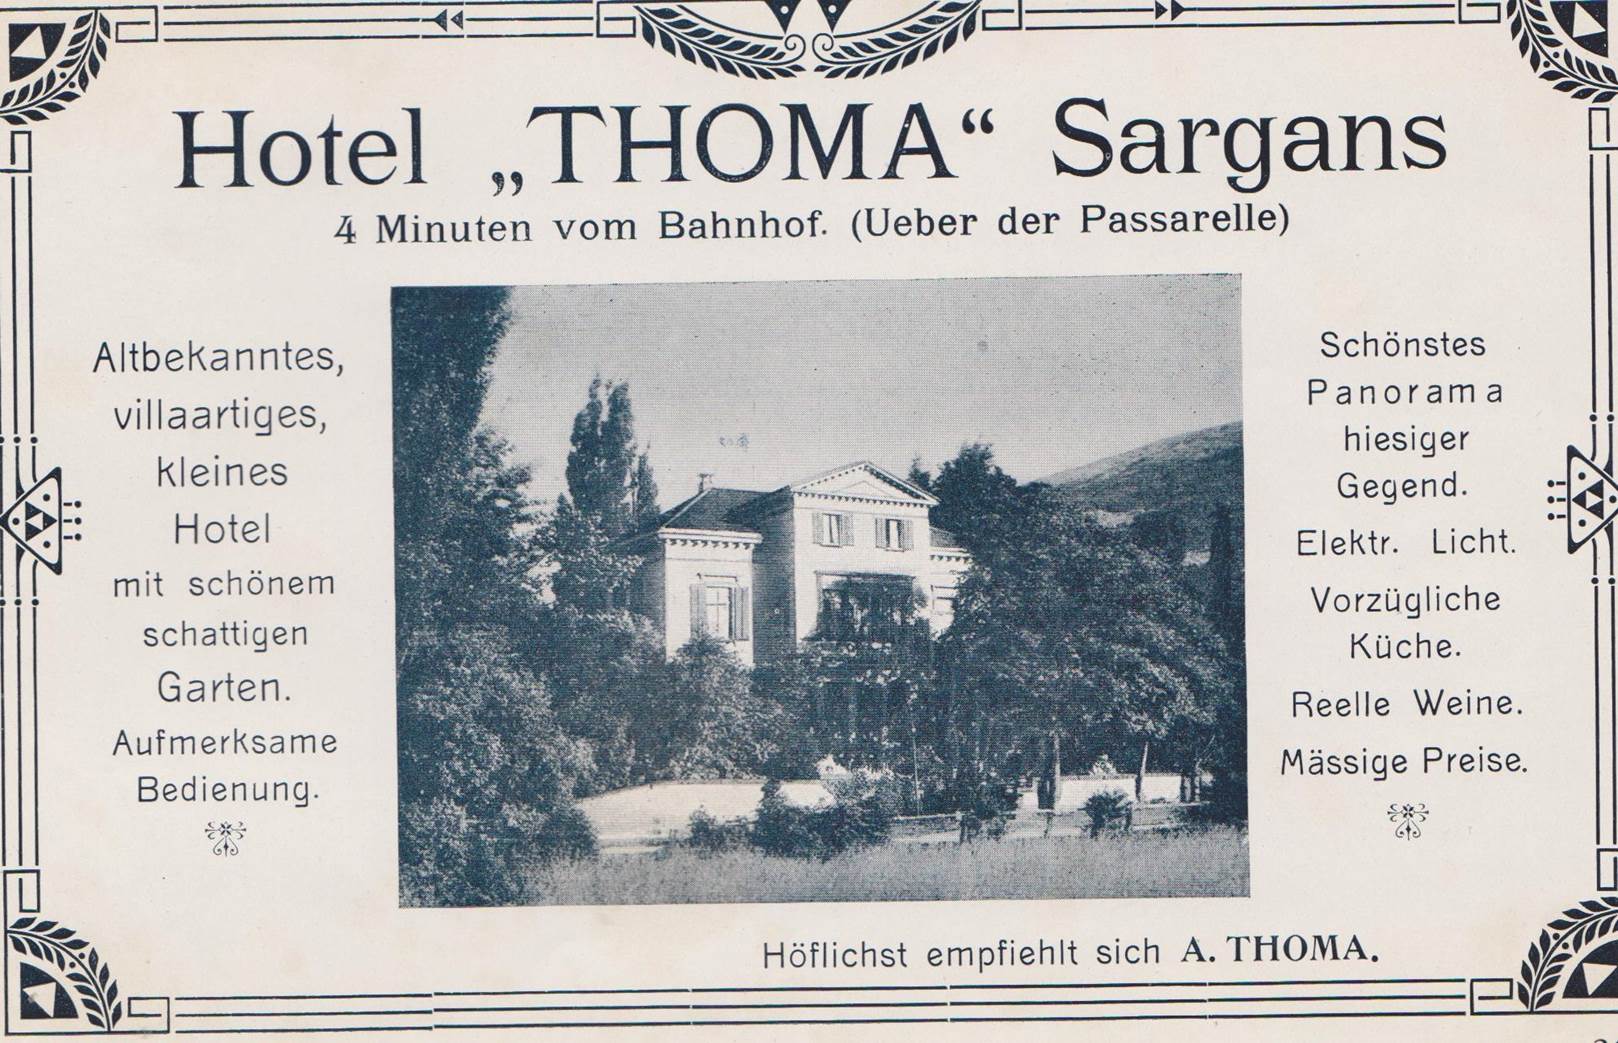 Hotel „THOMA“ Sargans
4 Minuten vom Bahnhof. (Ueber der Passarelle)
Altbekanntes,
villaartiges,
kleines
Hotel
mit schönem
schattigen
Garten.
Aufmerksame
Bedienung.
Schönstes
Panorama
hiesiger
Gegend.
Elektr. Licht.
Vorzügliche
Küche.
Reelle Weine.
Mässige Preise.
Höflichst empfiehlt sich A. THOMA.